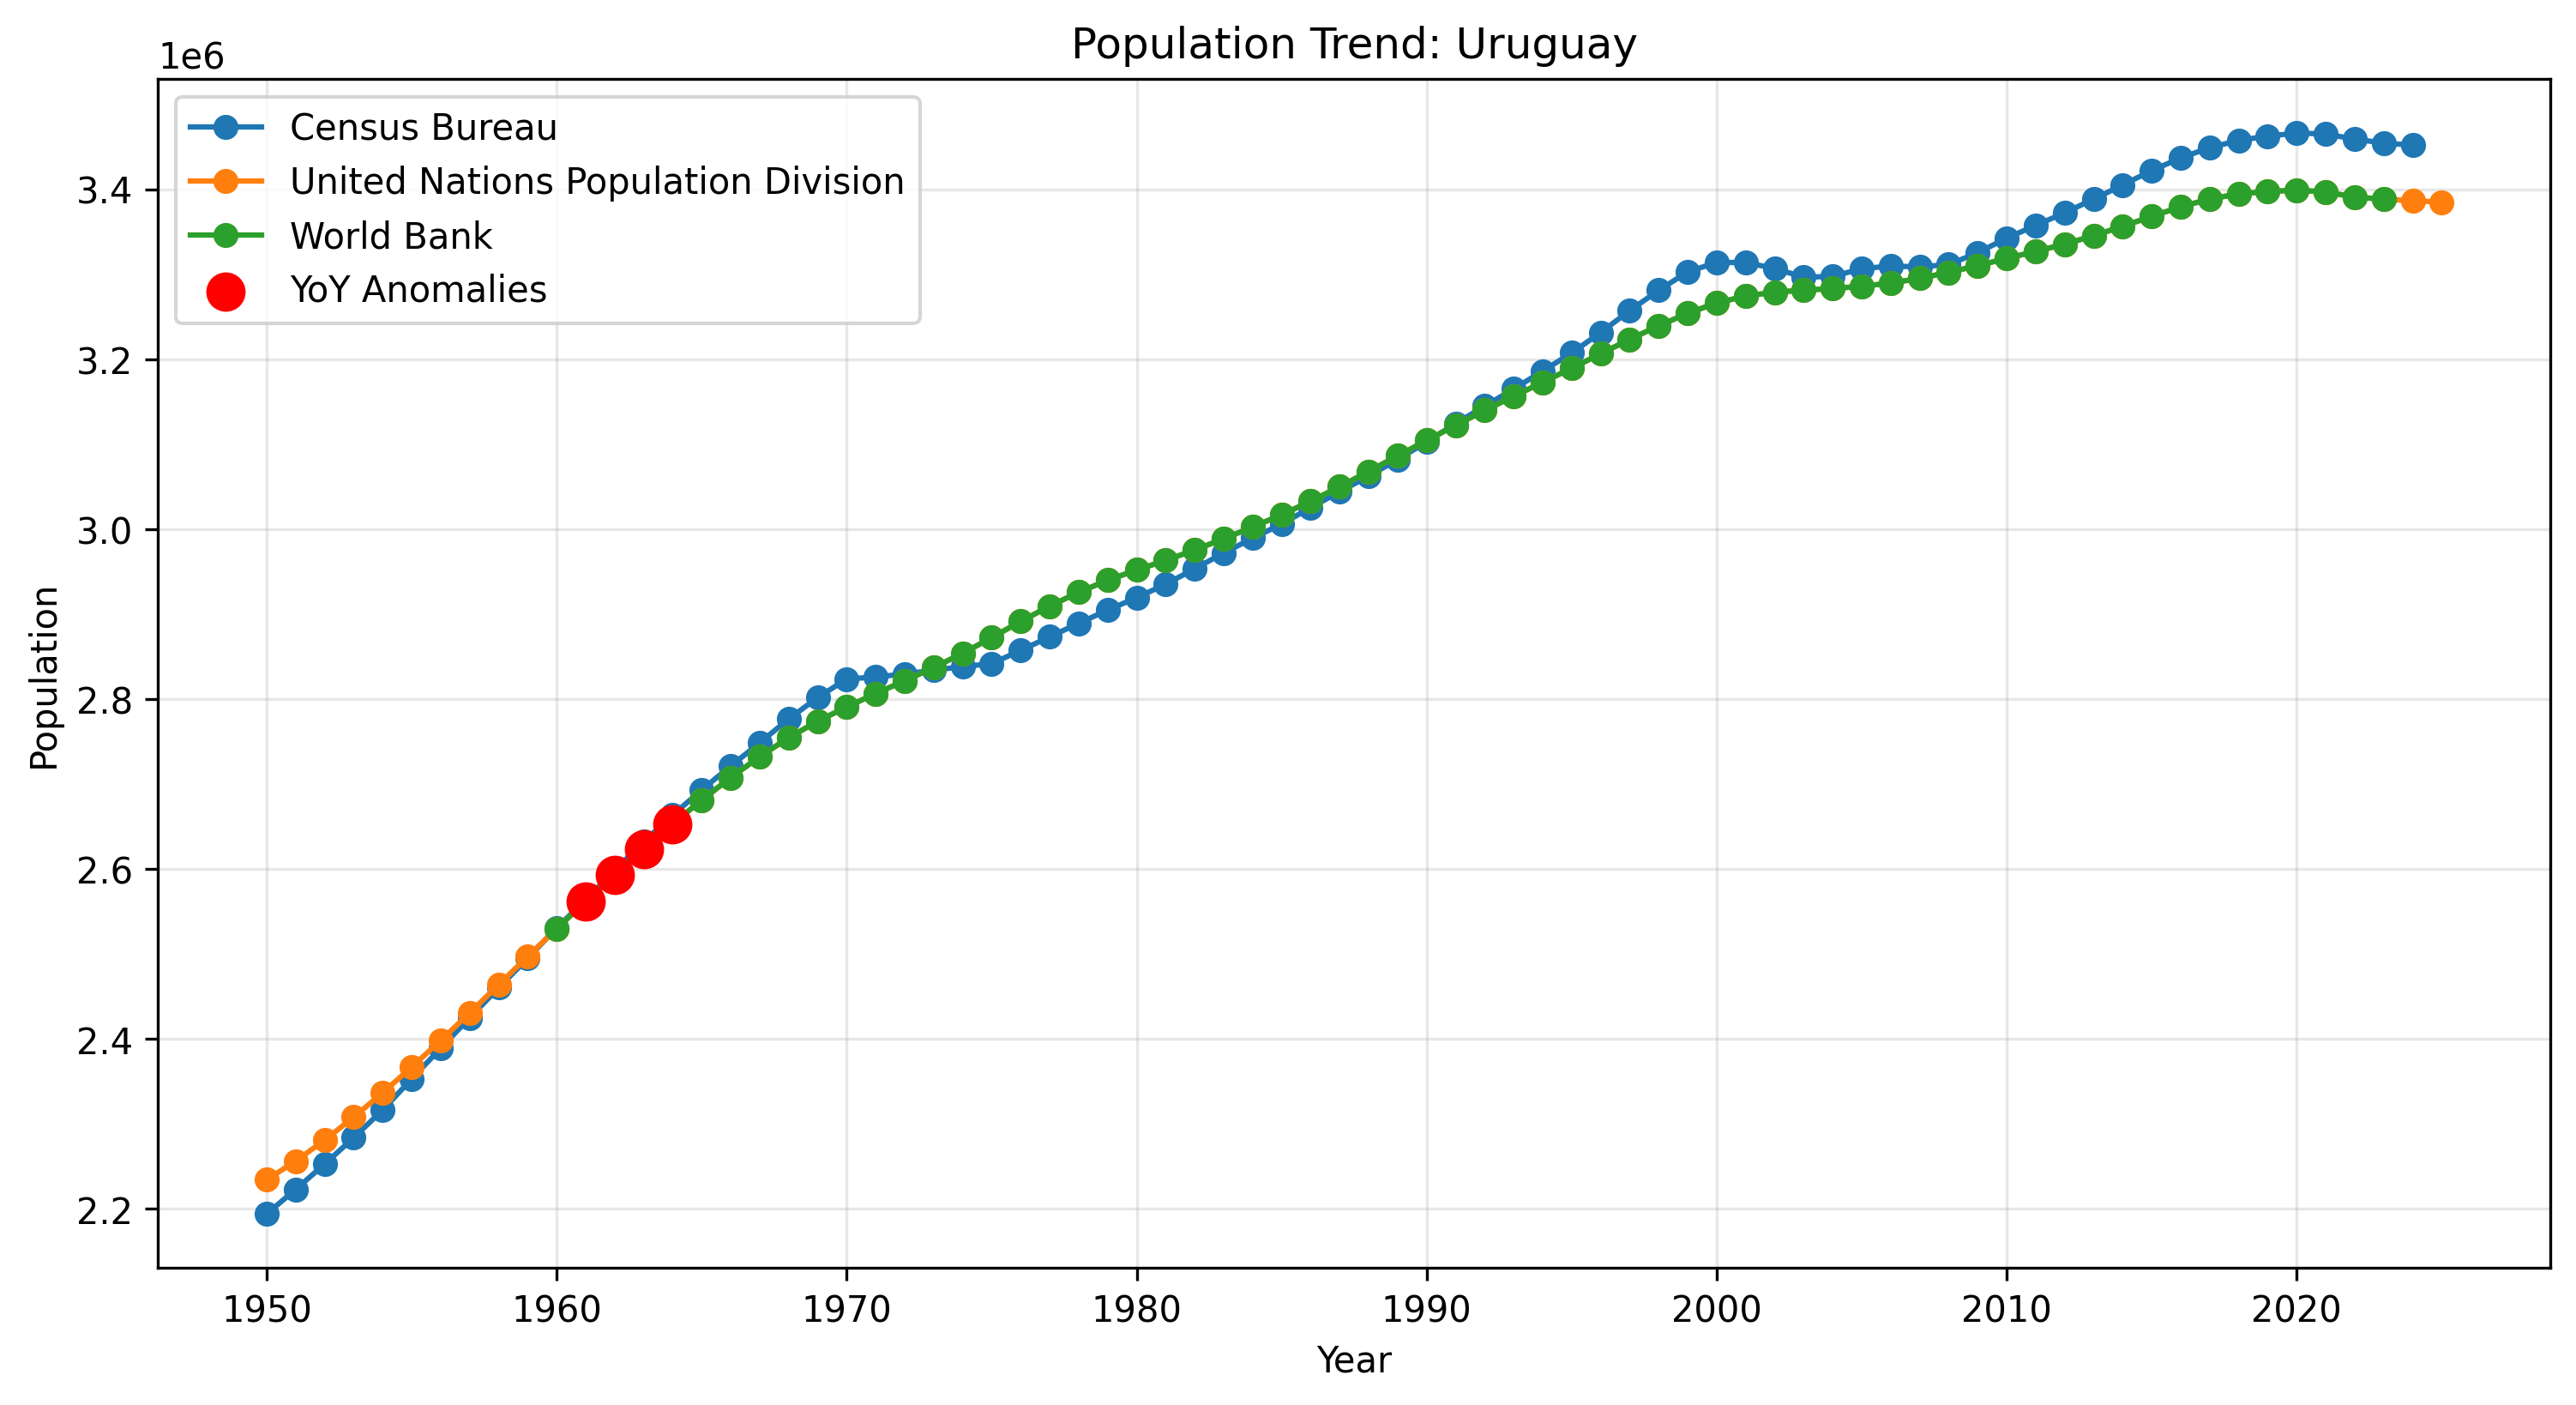 Population Trend: Uruguay
1e6
Census Bureau
United Nations Population Division
World Bank
YoY Anomalies
3.4
3.2
3.0
2.8
2.6
2.4
2.2
Population
1950 1960 1970 1980 1990 2000 2010 2020
Year